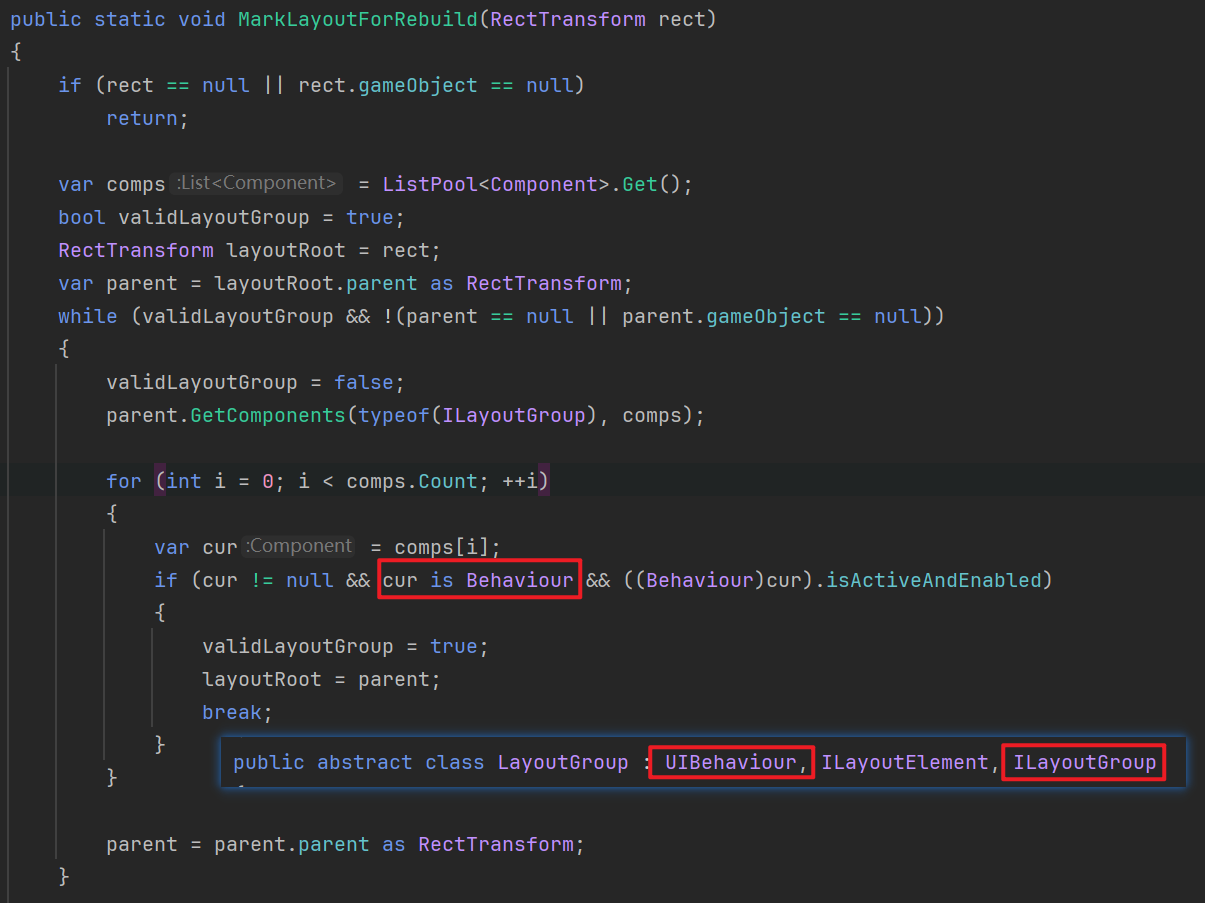 public static void MarkLayoutForRebuild(RectTransform rect)
{
    if (rect == null || rect.gameObject == null)
        return;

    var comps :List<Component> = ListPool<Component>.Get();
    bool validLayoutGroup = true;
    RectTransform layoutRoot = rect;
    var parent = layoutRoot.parent as RectTransform;
    while (validLayoutGroup && !(parent == null || parent.gameObject == null))
    {
        validLayoutGroup = false;
        parent.GetComponents(typeof(ILayoutGroup), comps);

        for (int i = 0; i < comps.Count; ++i)
        {
            var cur :Component = comps[i];
            if (cur != null && cur is Behaviour && ((Behaviour)cur).isActiveAndEnabled)
            {
                validLayoutGroup = true;
                layoutRoot = parent;
                break;
            }
public abstract class LayoutGroup : UIBehaviour, ILayoutElement, ILayoutGroup
        }

        parent = parent.parent as RectTransform;
    }